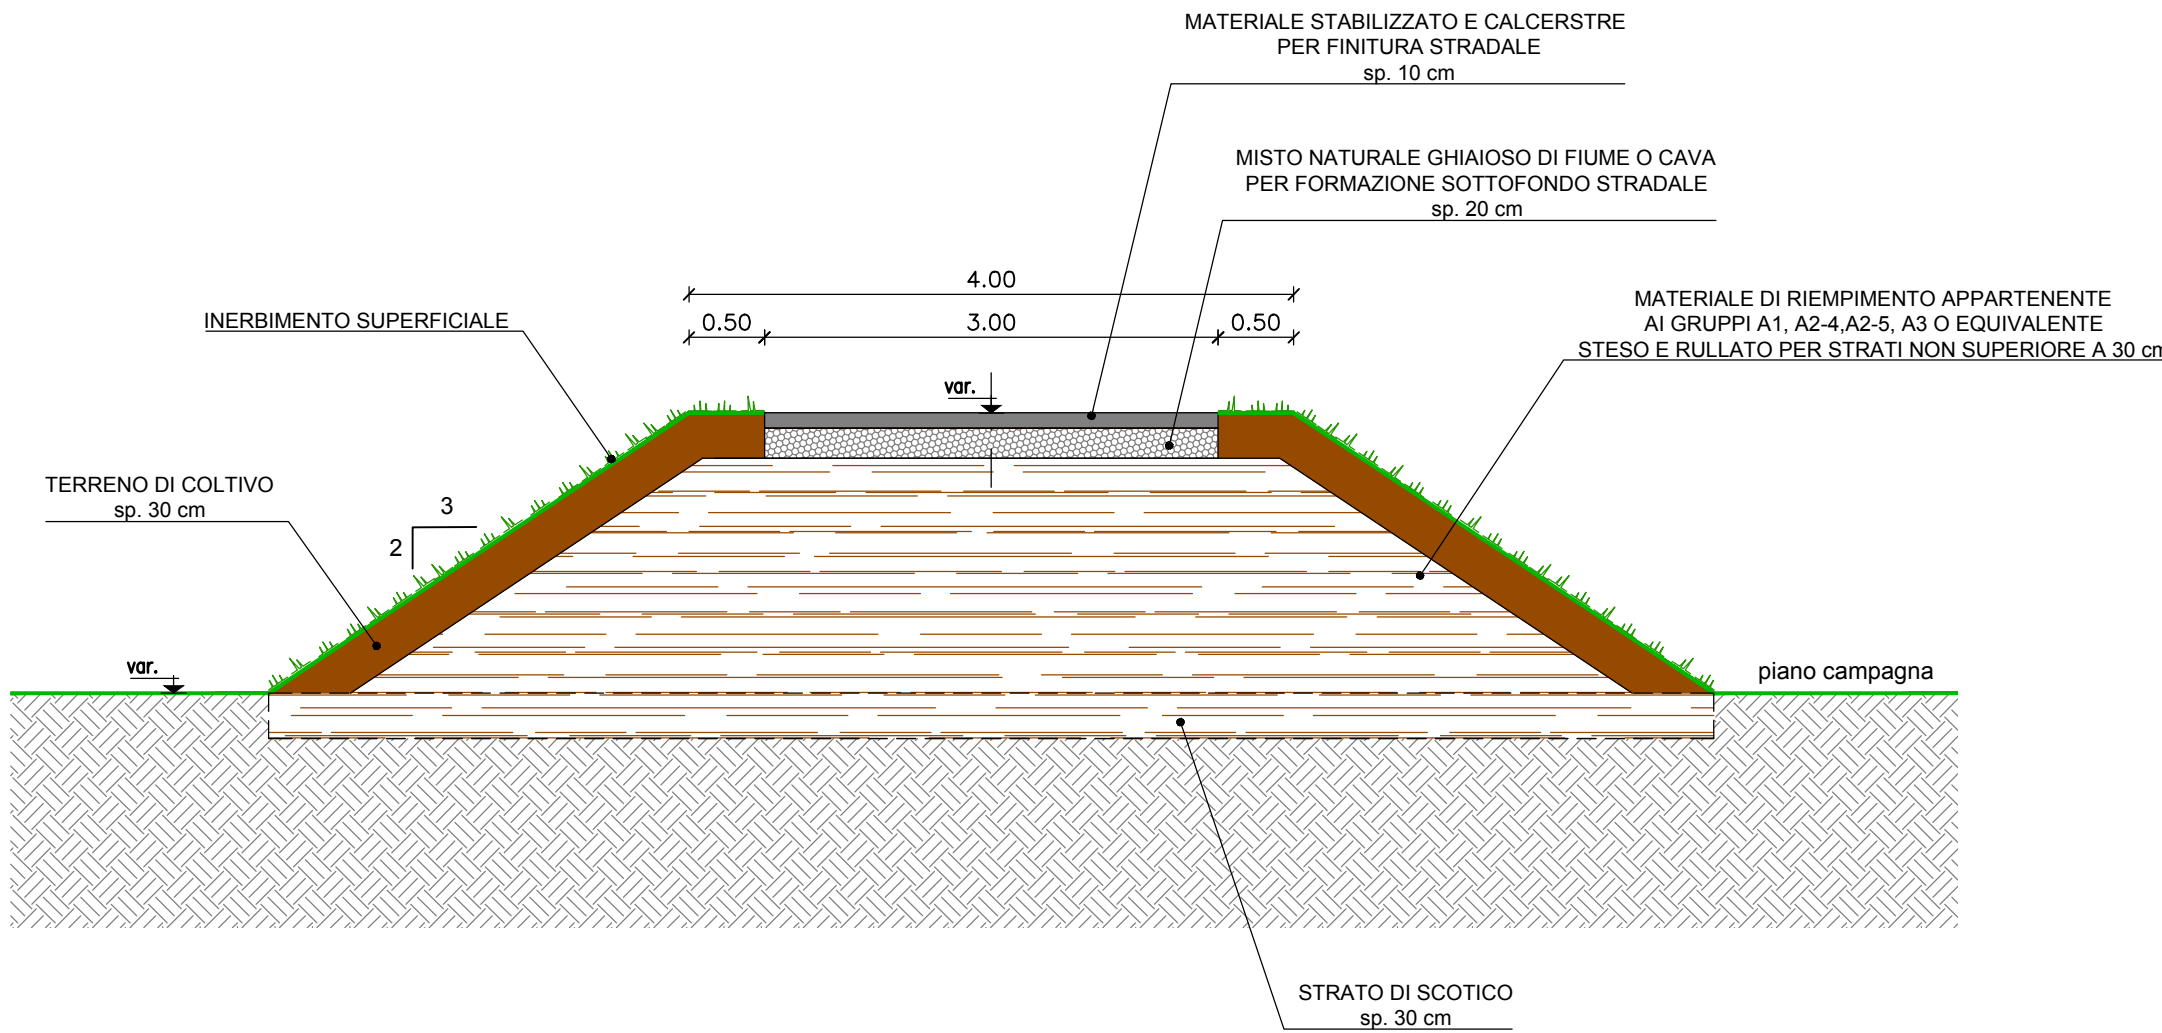 MATERIALE STABILIZZATO E CALCERSTRE
PER FINITURA STRADALE
sp. 10 cm
MISTO NATURALE GHIAIOSO DI FIUME O CAVA
PER FORMAZIONE SOTTOFONDO STRADALE
sp. 20 cm
4.00
0.50 3.00 0.50
MATERIALE DI RIEMPIMENTO APPARTENENTE
AI GRUPPI A1, A2-4,A2-5, A3 O EQUIVALENTE
STESO E RULLATO PER STRATI NON SUPERIORE A 30 cm
INERBIMENTO SUPERFICIALE
var.
TERRENO DI COLTIVO
sp. 30 cm
3
2
var.
piano campagna
STRATO DI SCOTICO
sp. 30 cm